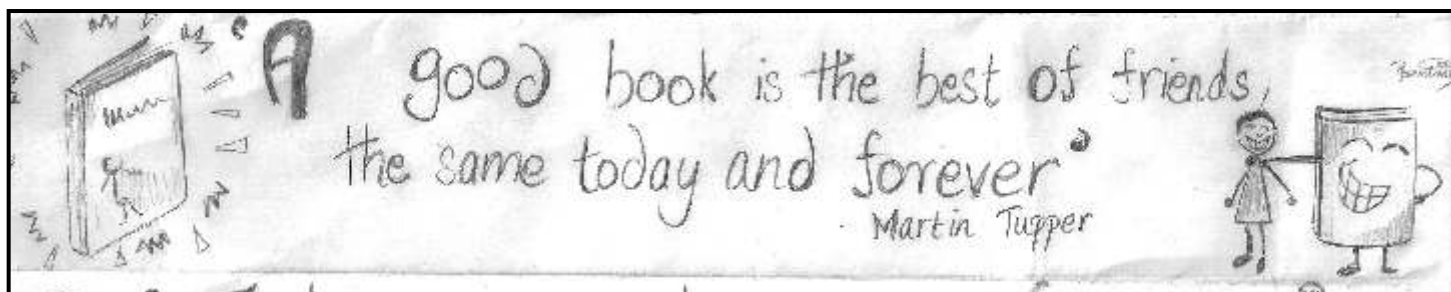 'A good book is the best of friends,
the same today and forever'
Martin Tupper